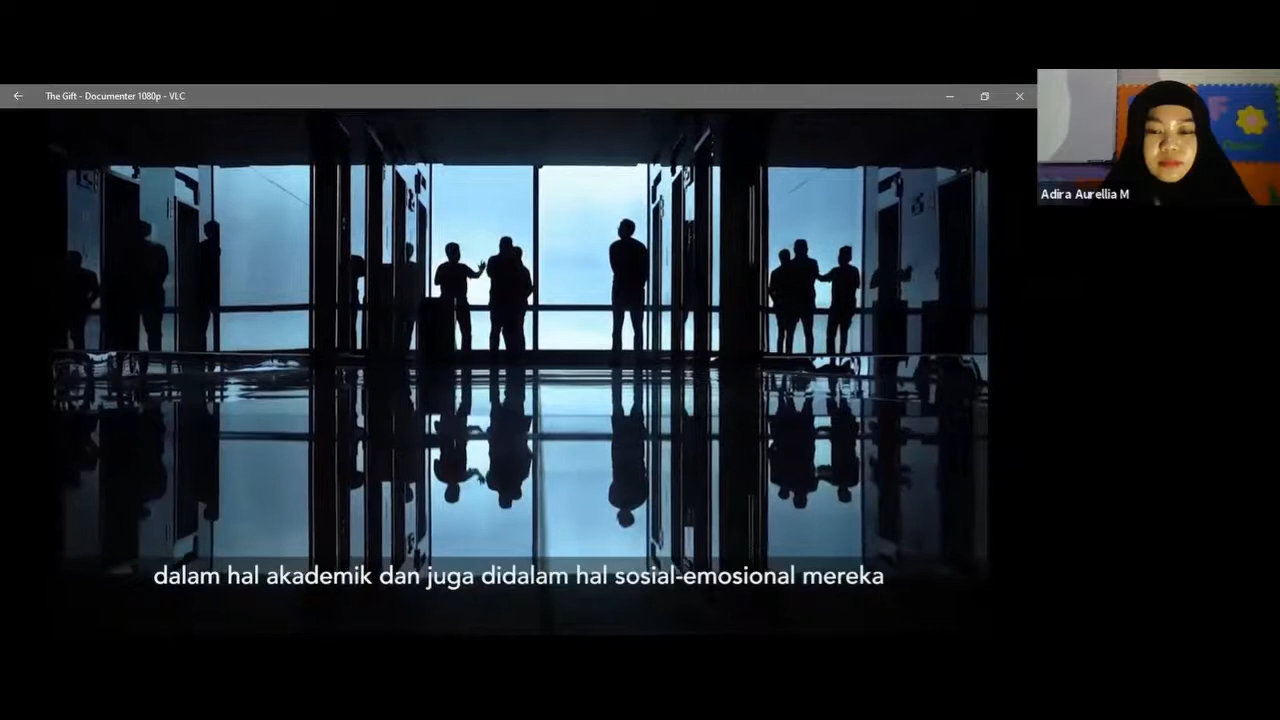 The Gift - Documenter 1080p - VLC
Adira Aurellia M
dalam hal akademik dan juga didalam hal sosial-emosional mereka